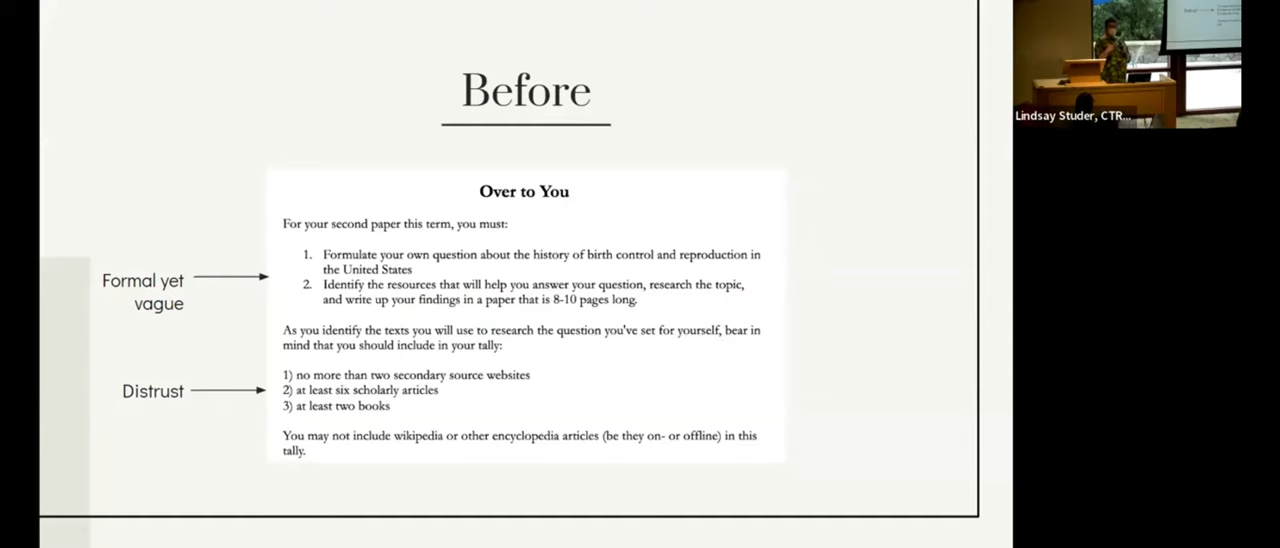 Before
Over to You
For your second paper this term, you must:
1. Formulate your own question about the history of birth control and reproduction in
the United States
2. Identify the resources that will help you answer your question, research the topic,
and write up your findings in a paper that is 8-10 pages long.
As you identify the texts you will use to research the question you've set for yourself, bear in
mind that you should include in your tally:
1) no more than two secondary source websites
2) at least six scholarly articles
3) at least two books
You may not include wikipedia or other encyclopedia articles (be they on- or offline) in this
tally.
Formal yet
vague
Distrust
Lindsay Studer, CTR...